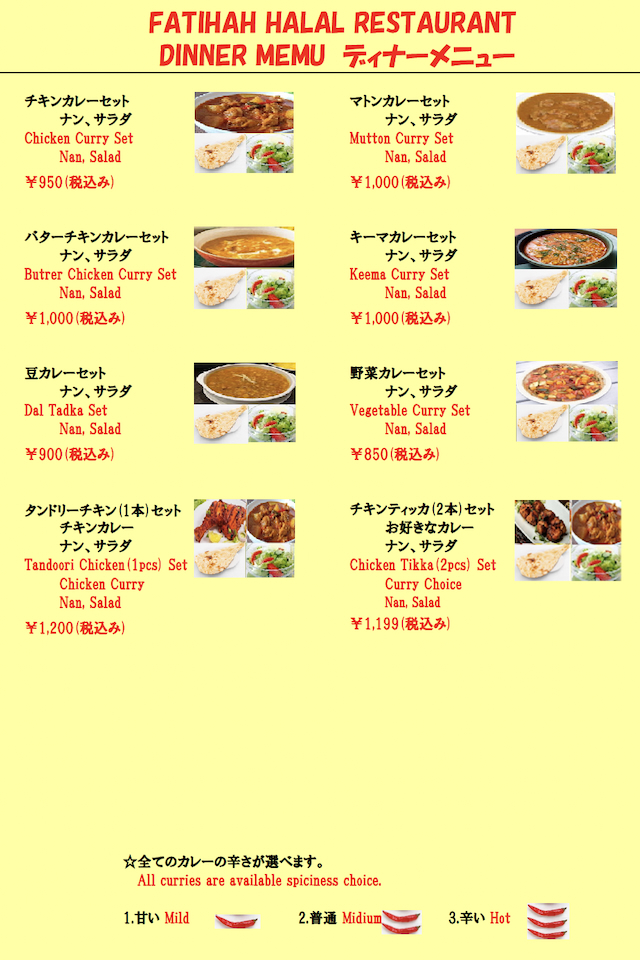 FATIHAH HALAL RESTAURANT
DINNER MEMU ディナーメニュー
チキンカレーセット
ナン、サラダ
Chicken Curry Set
Nan, Salad
￥950(税込み)
マトンカレーセット
ナン、サラダ
Mutton Curry Set
Nan, Salad
￥1,000(税込み)
バターチキンカレーセット
ナン、サラダ
Butrer Chicken Curry Set
Nan, Salad
￥1,000(税込み)
キーマカレーセット
ナン、サラダ
Keema Curry Set
Nan, Salad
￥1,000(税込み)
豆カレーセット
ナン、サラダ
Dal Tadka Set
Nan, Salad
￥900(税込み)
野菜カレーセット
ナン、サラダ
Vegetable Curry Set
Nan, Salad
￥850(税込み)
タンドリーチキン(1本)セット
チキンカレー
ナン、サラダ
Tandoori Chicken(1pcs) Set
Chicken Curry
Nan, Salad
￥1,200(税込み)
チキンティッカ(2本)セット
お好きなカレー
ナン、サラダ
Chicken Tikka(2pcs) Set
Curry Choice
Nan, Salad
￥1,199(税込み)
☆全てのカレーの辛さが選べます。
All curries are available spiciness choice.
1.甘い Mild 2.普通 Midium 3.辛い Hot